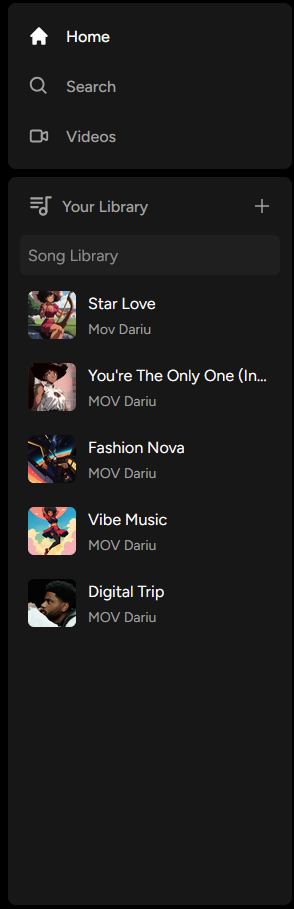 Home
Search
Videos
Your Library
Song Library
Star Love
Mov Dariu
You're The Only One (In...
MOV Dariu
Fashion Nova
MOV Dariu
Vibe Music
MOV Dariu
Digital Trip
MOV Dariu